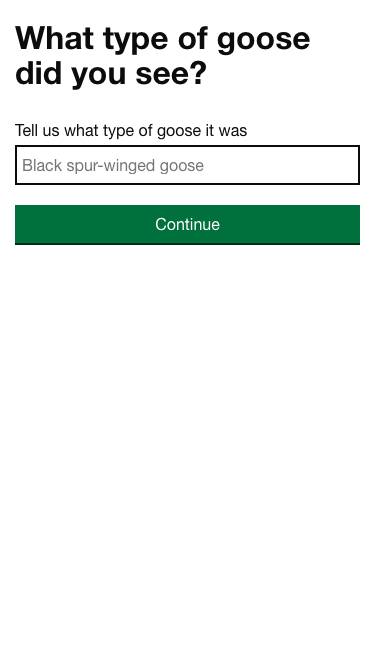 What type of goose
did you see?
Tell us what type of goose it was
Black spur-winged goose
Continue